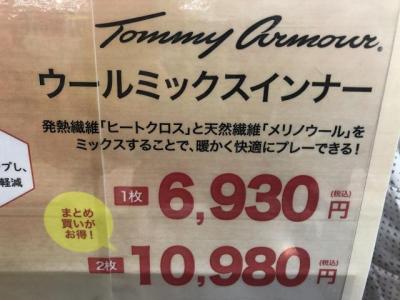 Tommy Armour®
ウールミックスインナー
発熱繊維「ヒートクロス」と天然繊維「メリノウール」を
ミックスすることで、暖かく快適にプレーできる!
プし、
軽減
1枚 6,930円(税込)
まとめ
買いが
お得!
2枚 10,980円(税込)